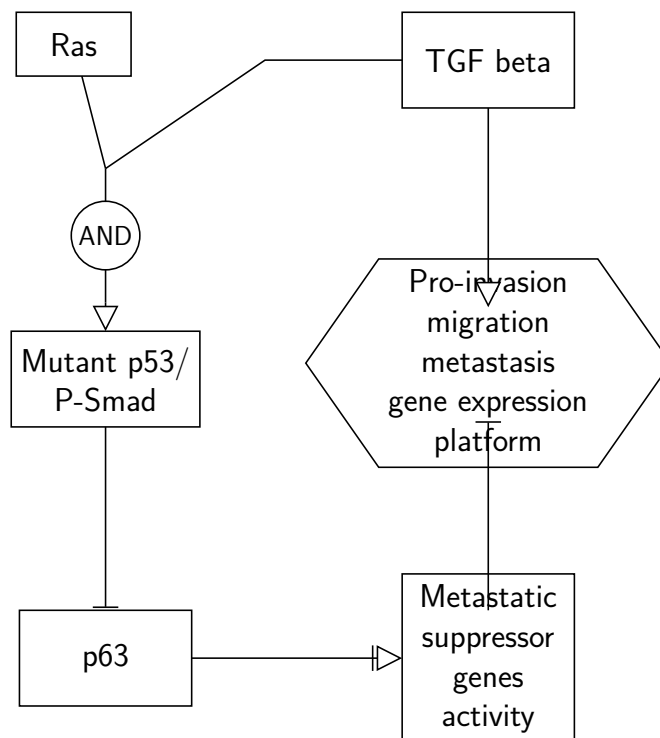 Ras
TGF beta
AND
Mutant p53/
P-Smad
Pro-invasion
migration
metastasis
gene expression
platform
p63
Metastatic
suppressor
genes
activity